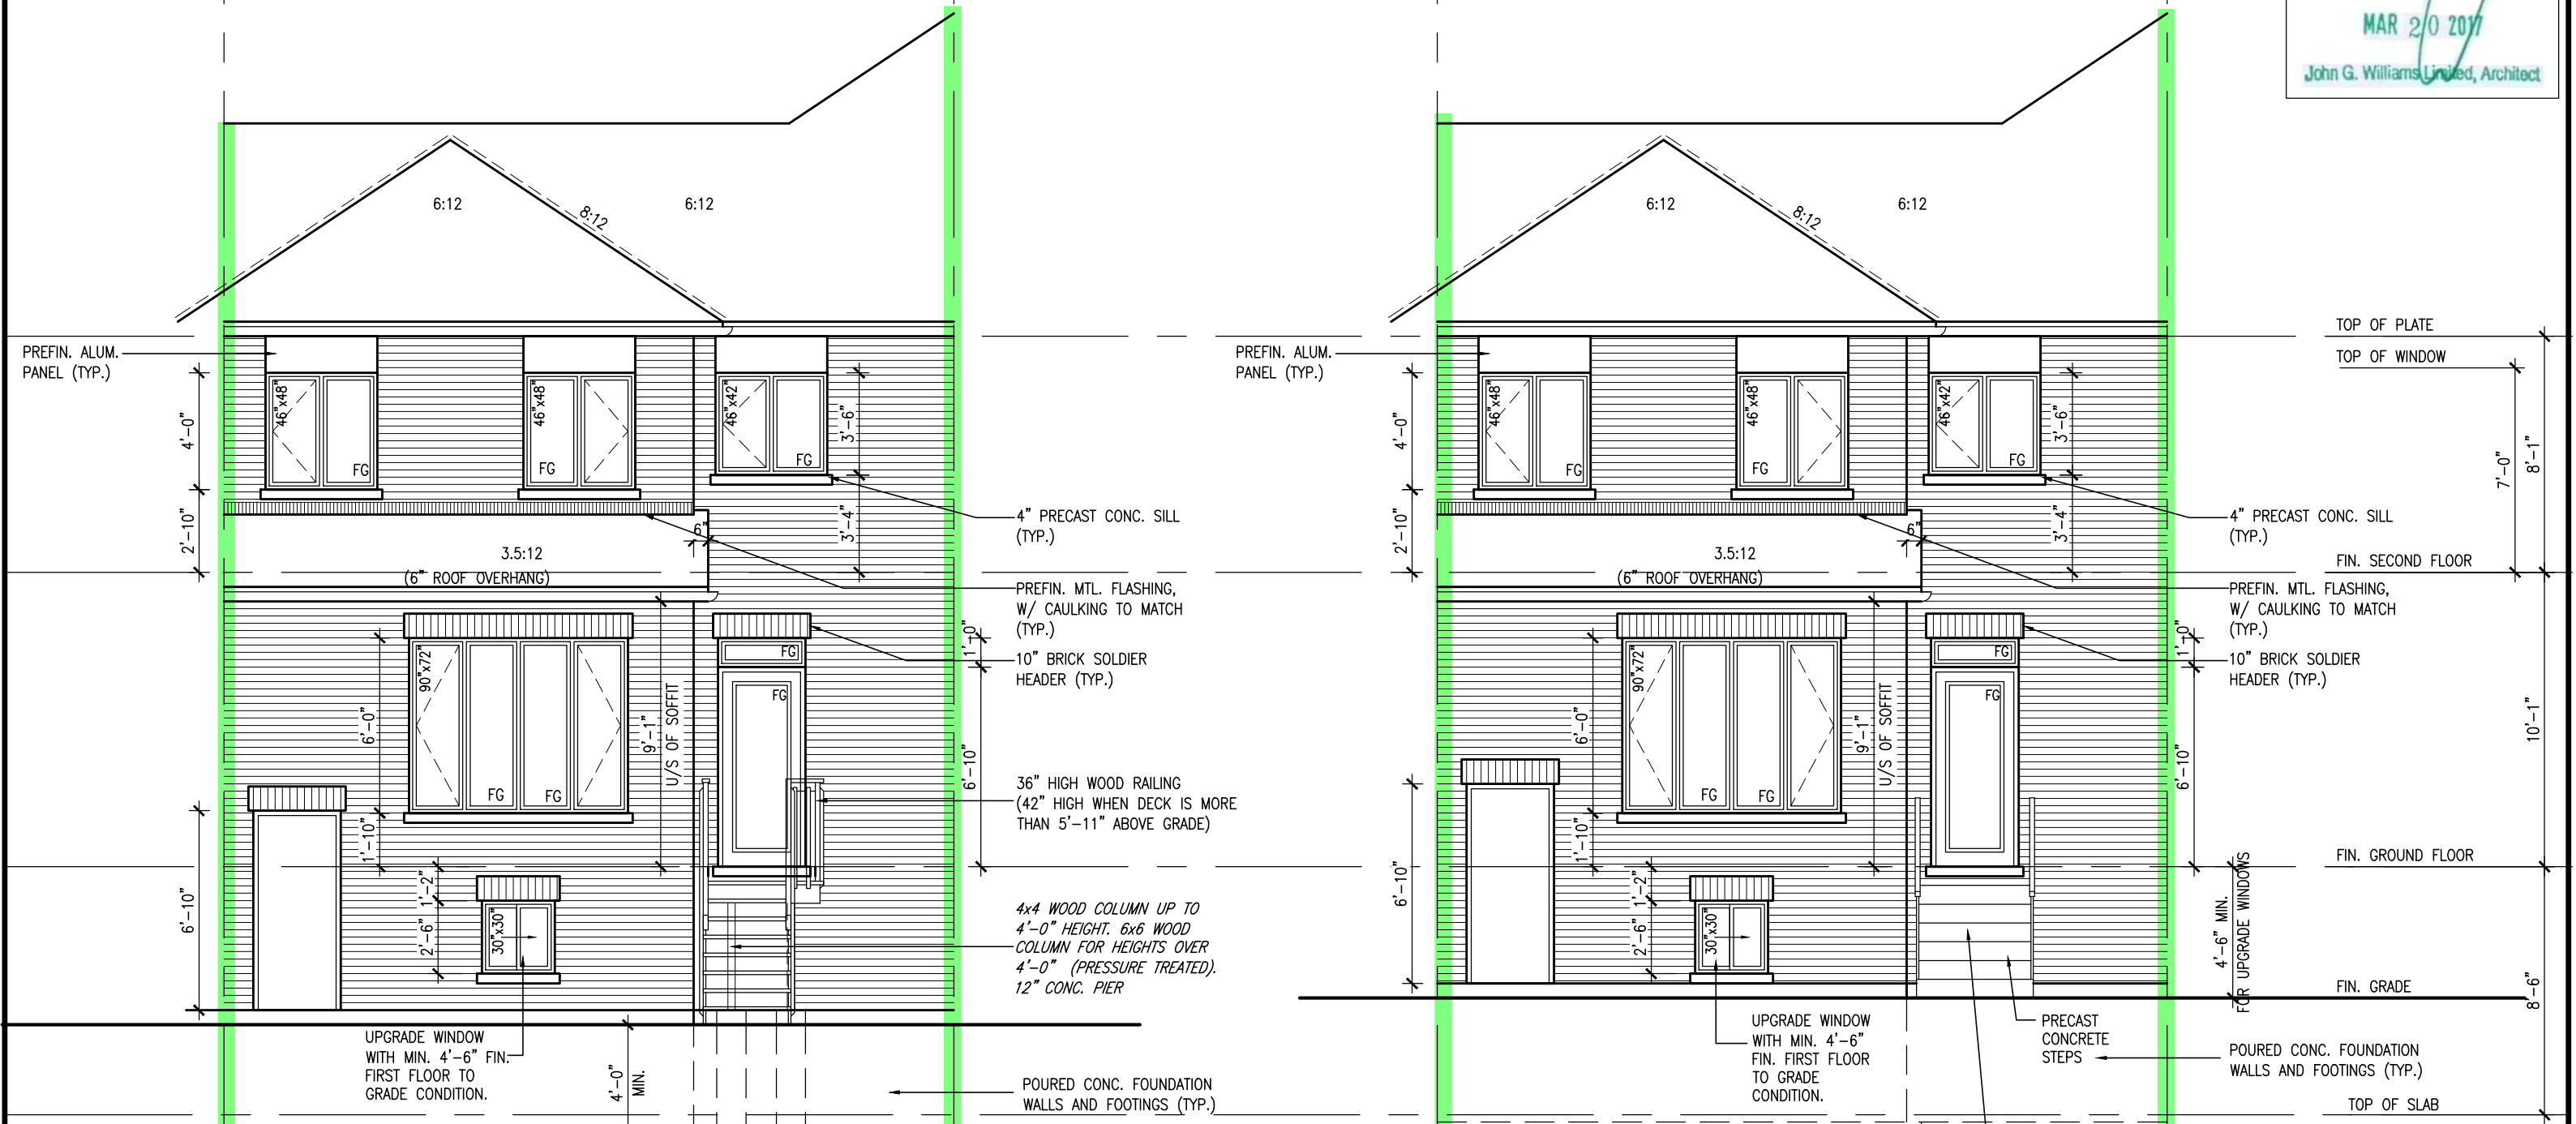 MAR 20 2017
John G. Williams Limited, Architect
6:12
8:12
6:12
PREFIN. ALUM.
PANEL (TYP.)
46"x48"
FG
46"x48"
FG
46"x42"
FG
4'-0"
2'-10"
3'-6"
3'-4"
6"
3.5:12
(6" ROOF OVERHANG)
4" PRECAST CONC. SILL
(TYP.)
PREFIN. MTL. FLASHING,
W/ CAULKING TO MATCH
(TYP.)
10" BRICK SOLDIER
HEADER (TYP.)
90"x72"
FG
FG
FG
FG
6'-0"
1'-10"
9'-1"
U/S OF SOFFIT
1'-0"
6'-10"
36" HIGH WOOD RAILING
(42" HIGH WHEN DECK IS MORE
THAN 5'-11" ABOVE GRADE)
6'-10"
1'-2"
2'-6"
30"x30"
4x4 WOOD COLUMN UP TO
4'-0" HEIGHT. 6x6 WOOD
COLUMN FOR HEIGHTS OVER
4'-0" (PRESSURE TREATED).
12" CONC. PIER
UPGRADE WINDOW
WITH MIN. 4'-6" FIN.
FIRST FLOOR TO
GRADE CONDITION.
4'-0"
MIN.
POURED CONC. FOUNDATION
WALLS AND FOOTINGS (TYP.)
6:12
8:12
6:12
PREFIN. ALUM.
PANEL (TYP.)
46"x48"
FG
46"x48"
FG
46"x42"
FG
4'-0"
2'-10"
3'-6"
3'-4"
6"
3.5:12
(6" ROOF OVERHANG)
4" PRECAST CONC. SILL
(TYP.)
PREFIN. MTL. FLASHING,
W/ CAULKING TO MATCH
(TYP.)
10" BRICK SOLDIER
HEADER (TYP.)
90"x72"
FG
FG
FG
FG
6'-0"
1'-10"
9'-1"
U/S OF SOFFIT
1'-0"
6'-10"
6'-10"
1'-2"
2'-6"
30"x30"
UPGRADE WINDOW
WITH MIN. 4'-6"
FIN. FIRST FLOOR
TO GRADE
CONDITION.
PRECAST
CONCRETE
STEPS
POURED CONC. FOUNDATION
WALLS AND FOOTINGS (TYP.)
4'-6" MIN.
FOR UPGRADE WINDOWS
TOP OF PLATE
TOP OF WINDOW
7'-0"
8'-1"
FIN. SECOND FLOOR
10'-1"
FIN. GROUND FLOOR
FIN. GRADE
8'-6"
TOP OF SLAB